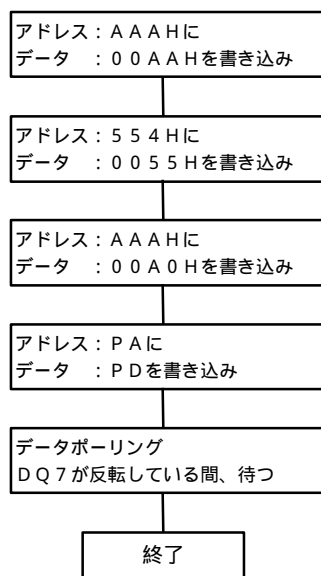 アドレス：ＡＡＡＨに
データ　：００ＡＡＨを書き込み
アドレス：５５４Ｈに
データ　：００５５Ｈを書き込み
アドレス：ＡＡＡＨに
データ　：００Ａ０Ｈを書き込み
アドレス：ＰＡに
データ　：ＰＤを書き込み
データポーリング
ＤＱ７が反転している間、待つ
終了